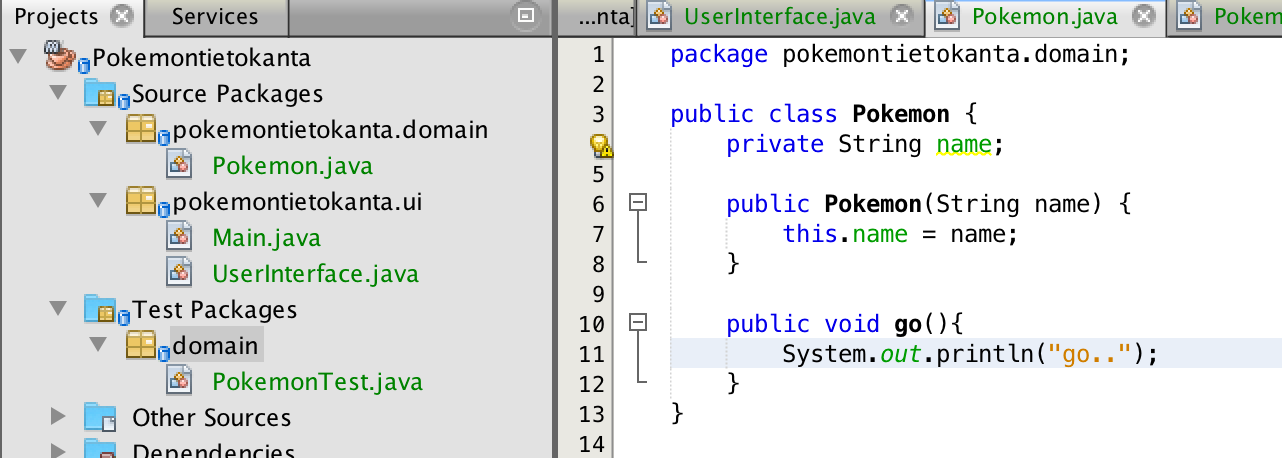 Projects
Services
Pokemontietokanta
Source Packages
pokemontietokanta.domain
Pokemon.java
pokemontietokanta.ui
Main.java
UserInterface.java
Test Packages
domain
PokemonTest.java
Other Sources
Dependencies
...nta]
UserInterface.java
Pokemon.java
Pokem
1 package pokemontietokanta.domain;
2
3 public class Pokemon {
private String name;
5
6 public Pokemon(String name) {
7 this.name = name;
8 }
9
10 public void go(){
11 System.out.println("go..");
12 }
13 }
14